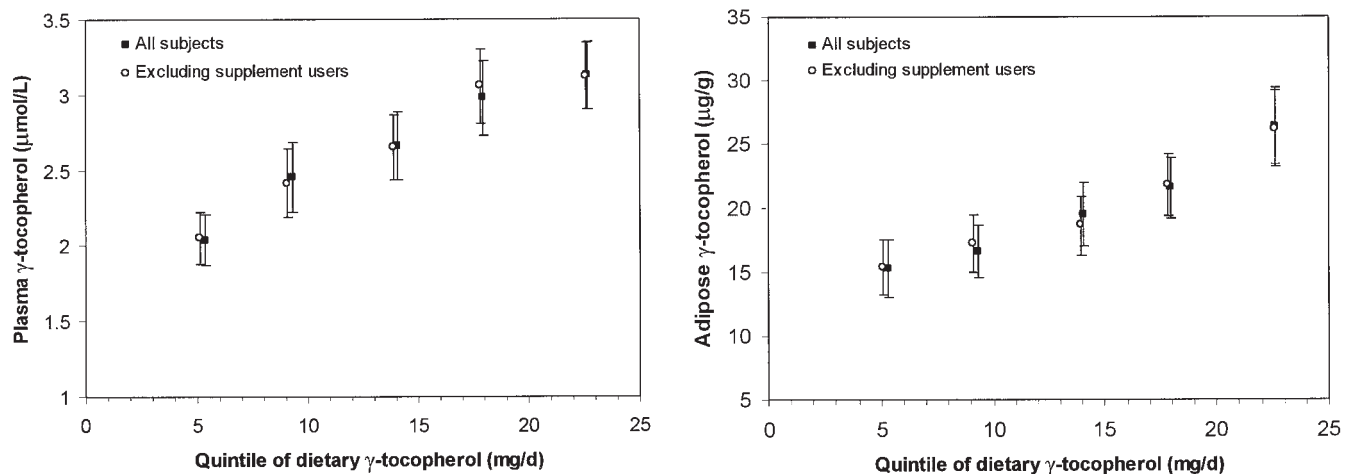 3.5
3
2.5
2
1.5
1
Plasma γ-tocopherol (μmol/L)
■ All subjects
○ Excluding supplement users
0 5 10 15 20 25
Quintile of dietary γ-tocopherol (mg/d)
35
30
25
20
15
10
5
Adipose γ-tocopherol (μg/g)
■ All subjects
○ Excluding supplement users
0 5 10 15 20 25
Quintile of dietary γ-tocopherol (mg/d)